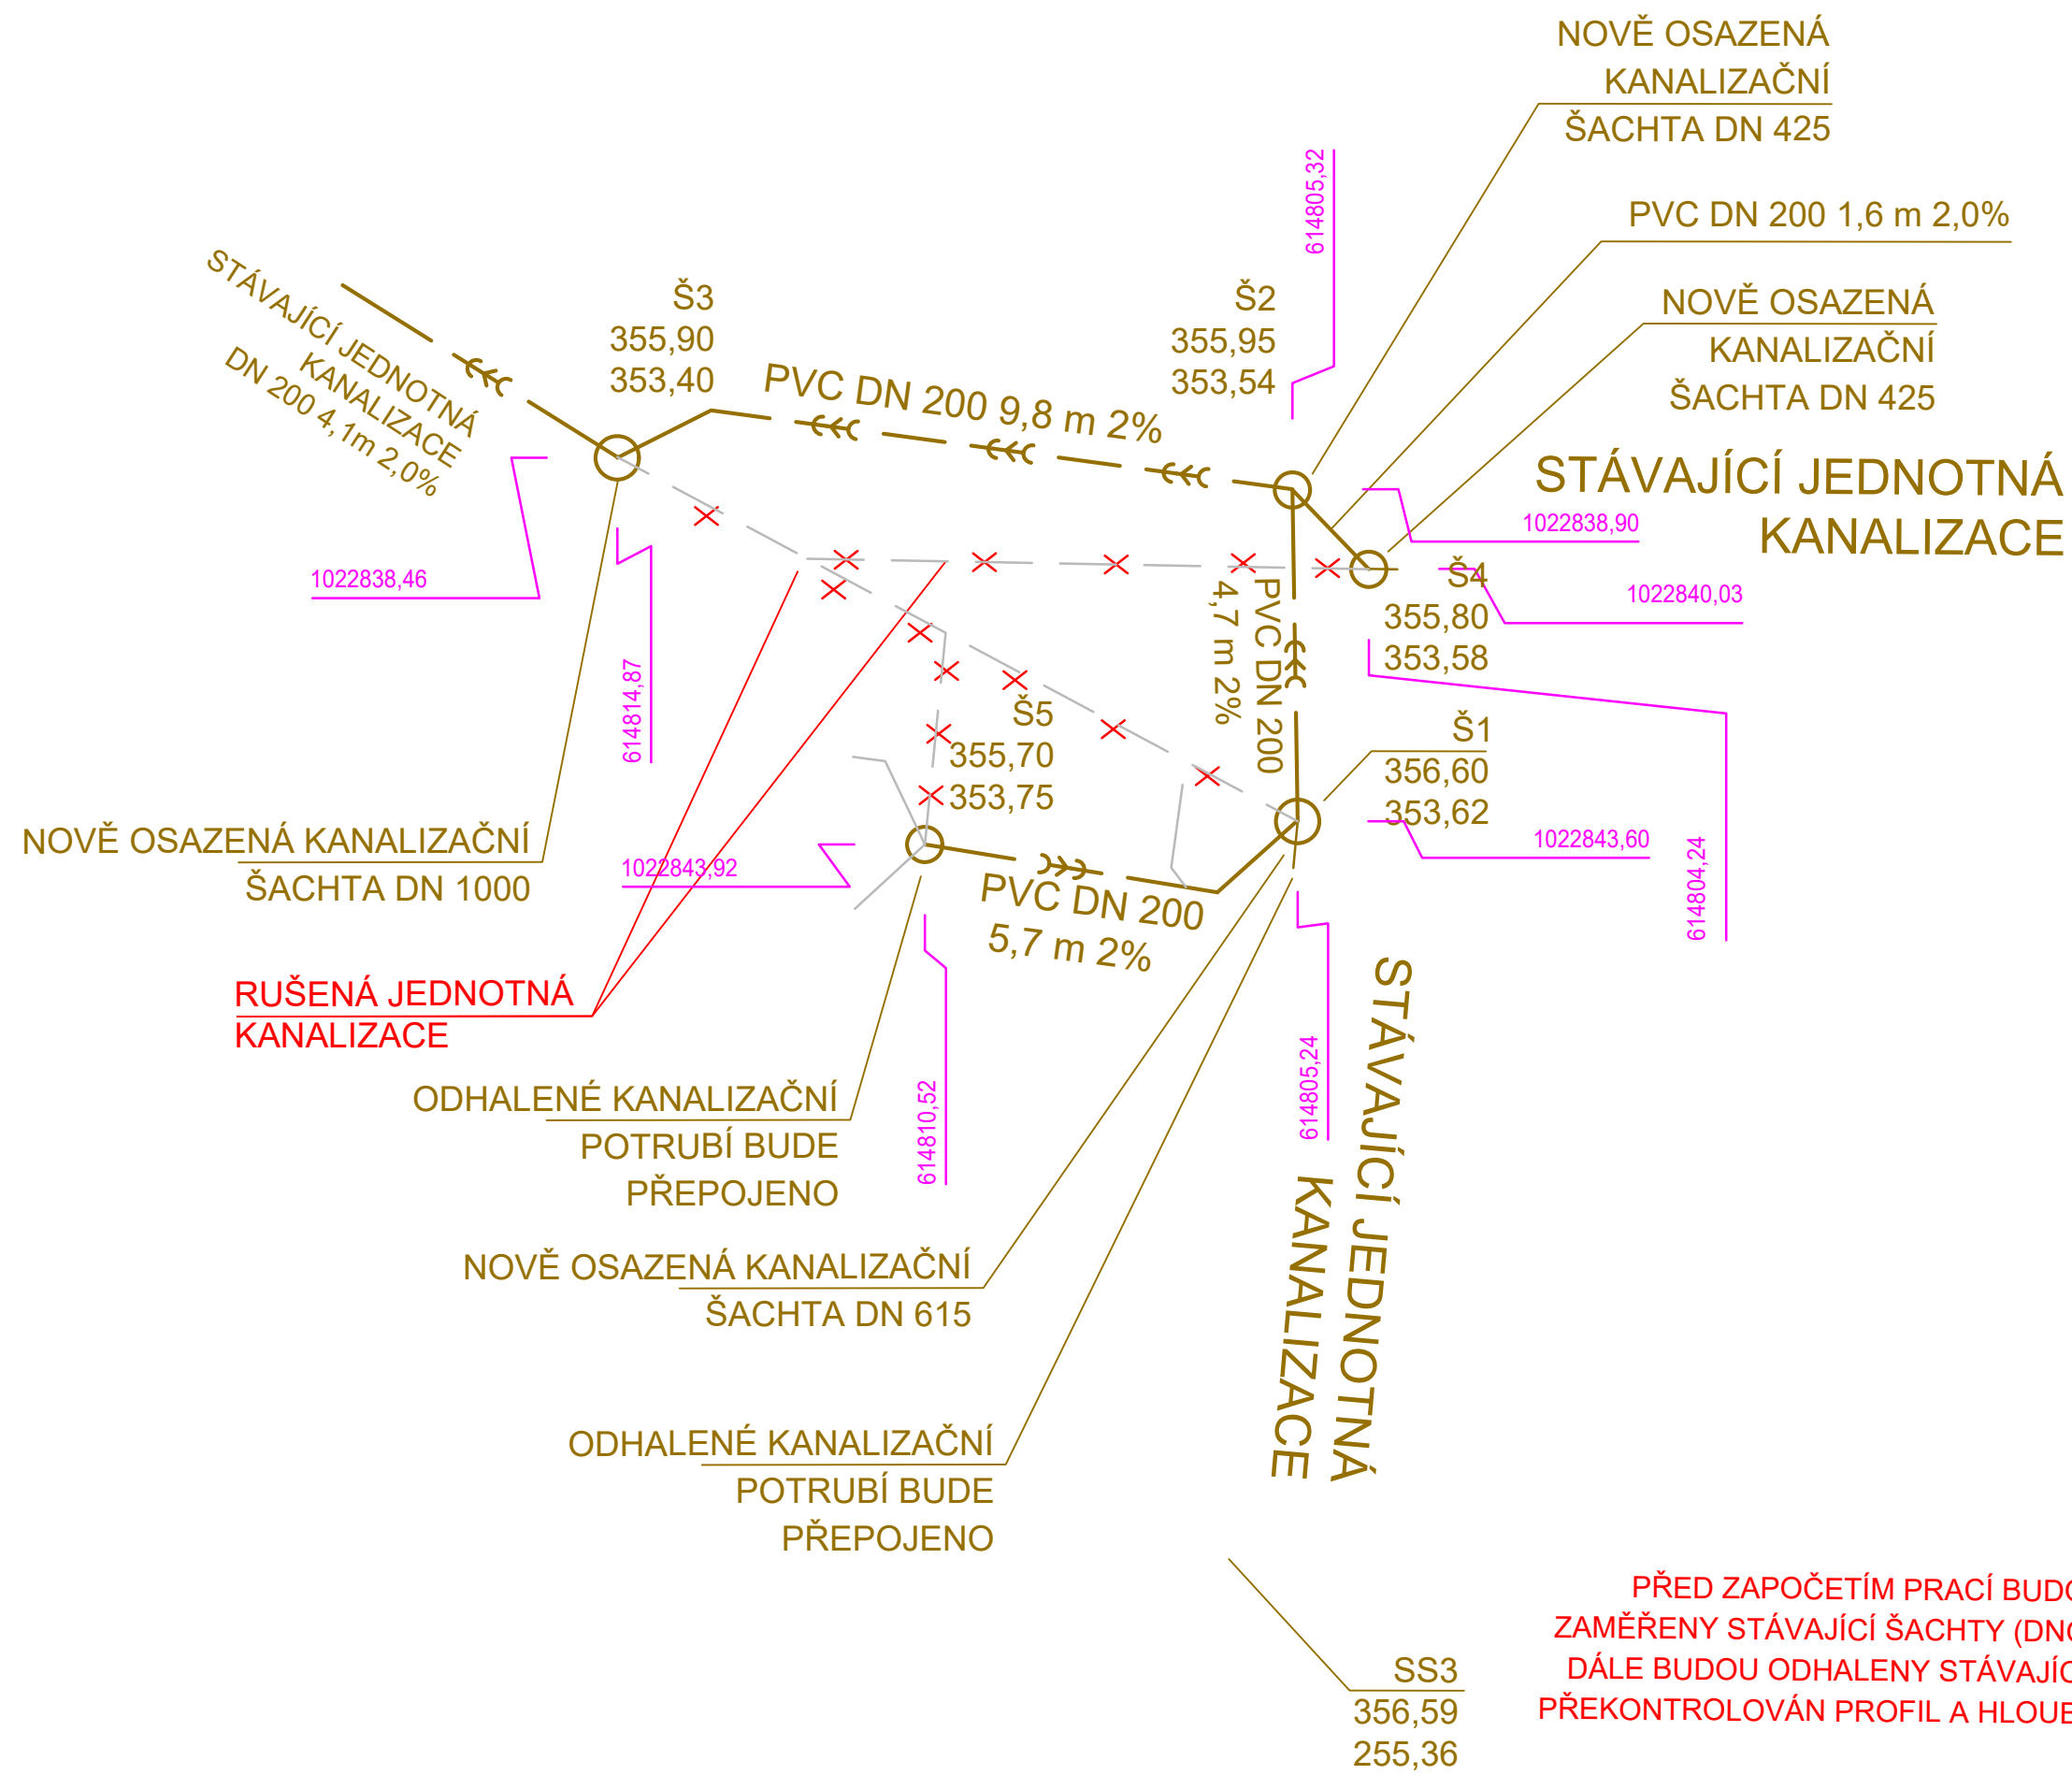 NOVĚ OSAZENÁ
KANALIZAČNÍ
ŠACHTA DN 425
614805,32
PVC DN 200 1,6 m 2,0%
NOVĚ OSAZENÁ
KANALIZAČNÍ
ŠACHTA DN 425
STÁVAJÍCÍ JEDNOTNÁ
KANALIZACE
DN 200 4,1m 2,0%
Š3
355,90
353,40
PVC DN 200 9,8 m 2%
Š2
355,95
353,54
STÁVAJÍCÍ JEDNOTNÁ
KANALIZACE
1022838,90
1022838,46
1022840,03
Š4
355,80
353,58
PVC DN 200
4,7 m 2%
614814,87
Š5
355,70
353,75
Š1
356,60
353,62
NOVĚ OSAZENÁ KANALIZAČNÍ
ŠACHTA DN 1000
1022843,92
1022843,60
614804,24
PVC DN 200
5,7 m 2%
RUŠENÁ JEDNOTNÁ
KANALIZACE
614810,52
614805,24
STÁVAJÍCÍ JEDNOTNÁ
KANALIZACE
ODHALENÉ KANALIZAČNÍ
POTRUBÍ BUDE
PŘEPOJENO
NOVĚ OSAZENÁ KANALIZAČNÍ
ŠACHTA DN 615
ODHALENÉ KANALIZAČNÍ
POTRUBÍ BUDE
PŘEPOJENO
SS3
356,59
255,36
PŘED ZAPOČETÍM PRACÍ
ZAMĚŘENY STÁVAJÍCÍ ŠACHTY (DNO
DÁLE BUDOU ODHALENY
PŘEKONTROLOVÁN PROFIL A